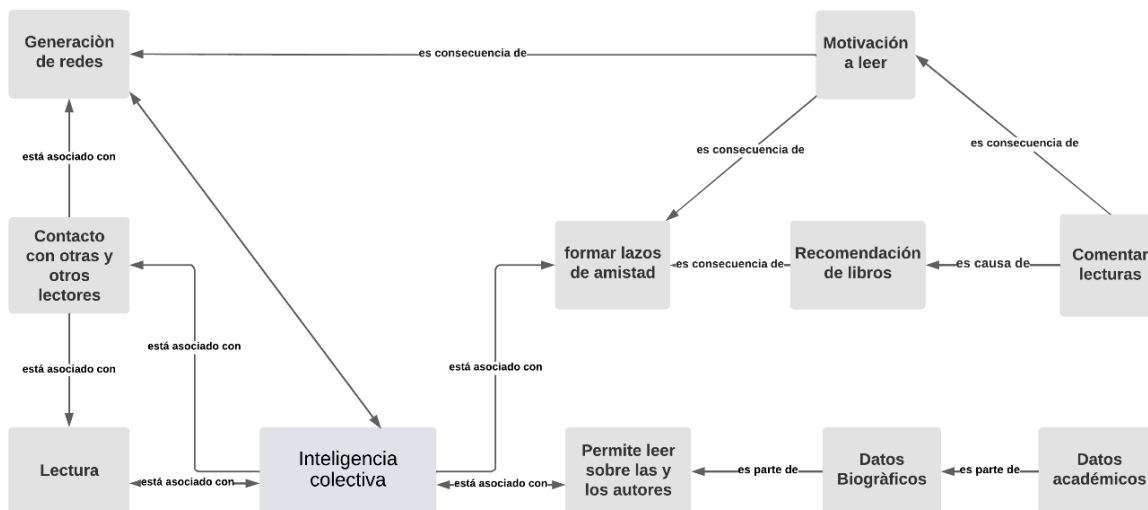 Generaciòn
de redes
es consecuencia de
Motivación
a leer
está asociado con
es consecuencia de
es consecuencia de
Contacto
con otras y
otros
lectores
formar lazos
de amistad
es consecuencia de
Recomendación
de libros
es causa de
Comentar
lecturas
está asociado con
está asociado con
está asociado con
Lectura
está asociado con
Inteligencia
colectiva
está asociado con
Permite leer
sobre las y
los autores
es parte de
Datos
Biogràficos
es parte de
Datos
académicos